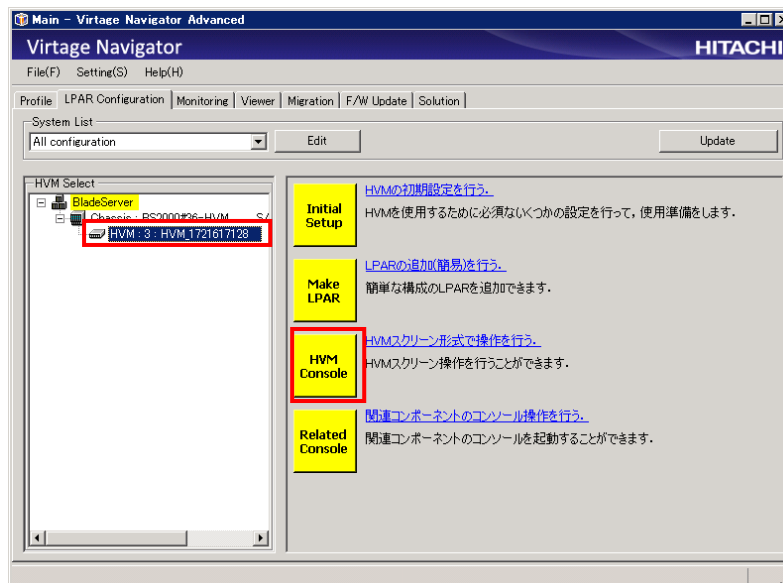 Main - Virtage Navigator Advanced
Virtage Navigator
HITACHI
File(F) Setting(S) Help(H)
Profile LPAR Configuration Monitoring Viewer Migration F/W Update Solution
System List
All configuration
Edit
Update
HVM Select
BladeServer
Chassis : BS2000#36-HVM S/
HVM : 3 : HVM_1721617128
Initial Setup
HVMの初期設定を行う.
HVMを使用するために必須ないくつかの設定を行って, 使用準備をします.
Make LPAR
LPARの追加(簡易)を行う.
簡単な構成のLPARを追加できます.
HVM Console
HVMスクリーン形式で操作を行う.
HVMスクリーン操作を行うことができます.
Related Console
関連コンポーネントのコンソール操作を行う.
関連コンポーネントのコンソールを起動することができます.